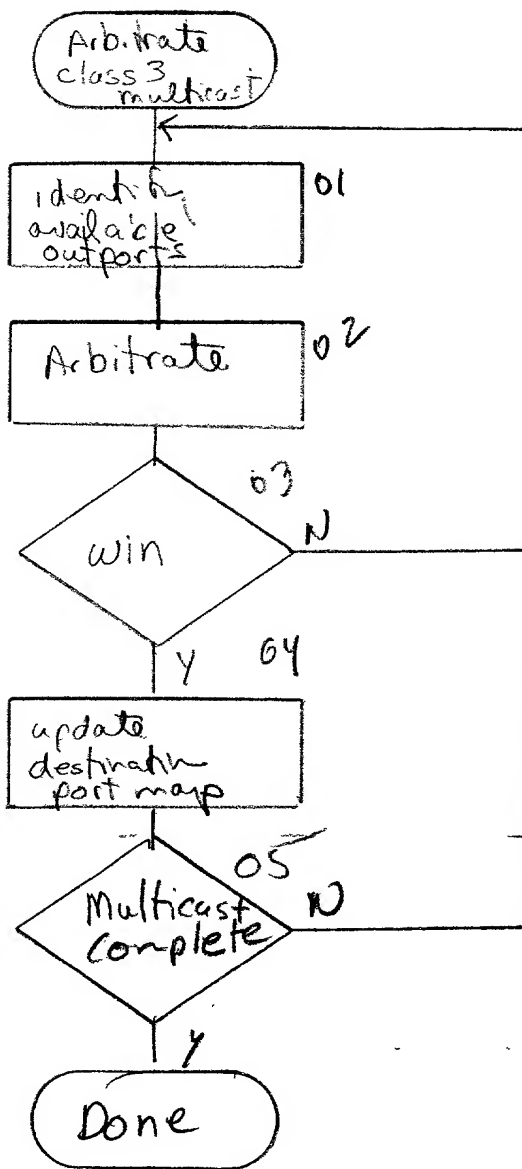 Arbitrate
class 3
multicast
identify
available
outports
01
Arbitrate
02
03
win
N
Y
04
update
destination
port map
05
Multicast
complete
N
Y
Done